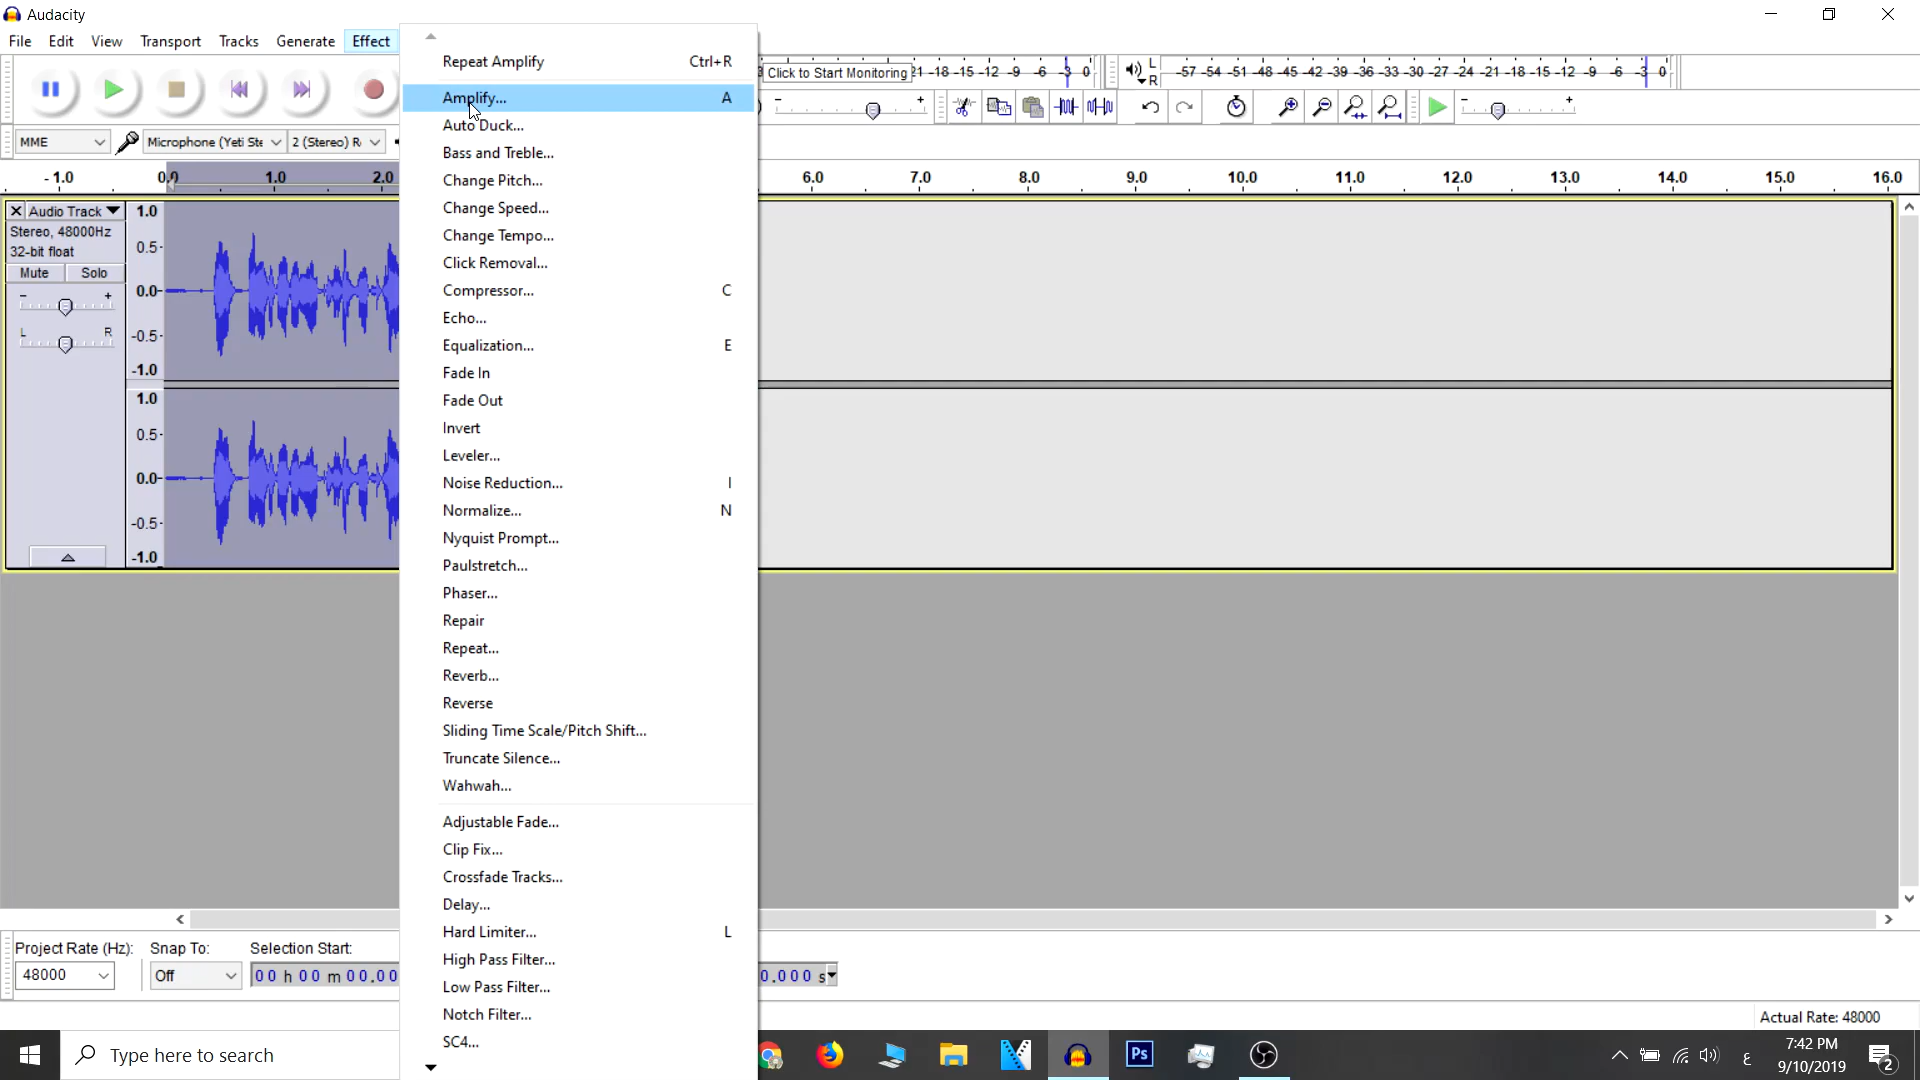 Audacity
File Edit View Transport Tracks Generate Effect
Repeat Amplify Ctrl+R
Amplify... A
Auto Duck...
Bass and Treble...
Change Pitch...
Change Speed...
Change Tempo...
Click Removal...
Compressor... C
Echo...
Equalization... E
Fade In
Fade Out
Invert
Leveler...
Noise Reduction... I
Normalize... N
Nyquist Prompt...
Paulstretch...
Phaser...
Repair
Repeat...
Reverb...
Reverse
Sliding Time Scale/Pitch Shift...
Truncate Silence...
Wahwah...
Adjustable Fade...
Clip Fix...
Crossfade Tracks...
Delay...
Hard Limiter... L
High Pass Filter...
Low Pass Filter...
Notch Filter...
SC4...
Click to Start Monitoring -18 -15 -12 -9 -6 -3 0
L
R
-57 -54 -51 -48 -45 -42 -39 -36 -33 -30 -27 -24 -21 -18 -15 -12 -9 -6 -3 0
MME Microphone (Yeti Ste 2 (Stereo) R
-1.0 0.0 1.0 2.0 6.0 7.0 8.0 9.0 10.0 11.0 12.0 13.0 14.0 15.0 16.0
Audio Track
Stereo, 48000Hz
32-bit float
Mute Solo
- +
L R
1.0
0.5
0.0
-0.5
-1.0
1.0
0.5
0.0
-0.5
-1.0
Project Rate (Hz): Snap To: Selection Start:
48000 Off 00 h 00 m 00.00 0.000 s
Actual Rate: 48000
Type here to search
Ps
ع
7:42 PM
9/10/2019
2